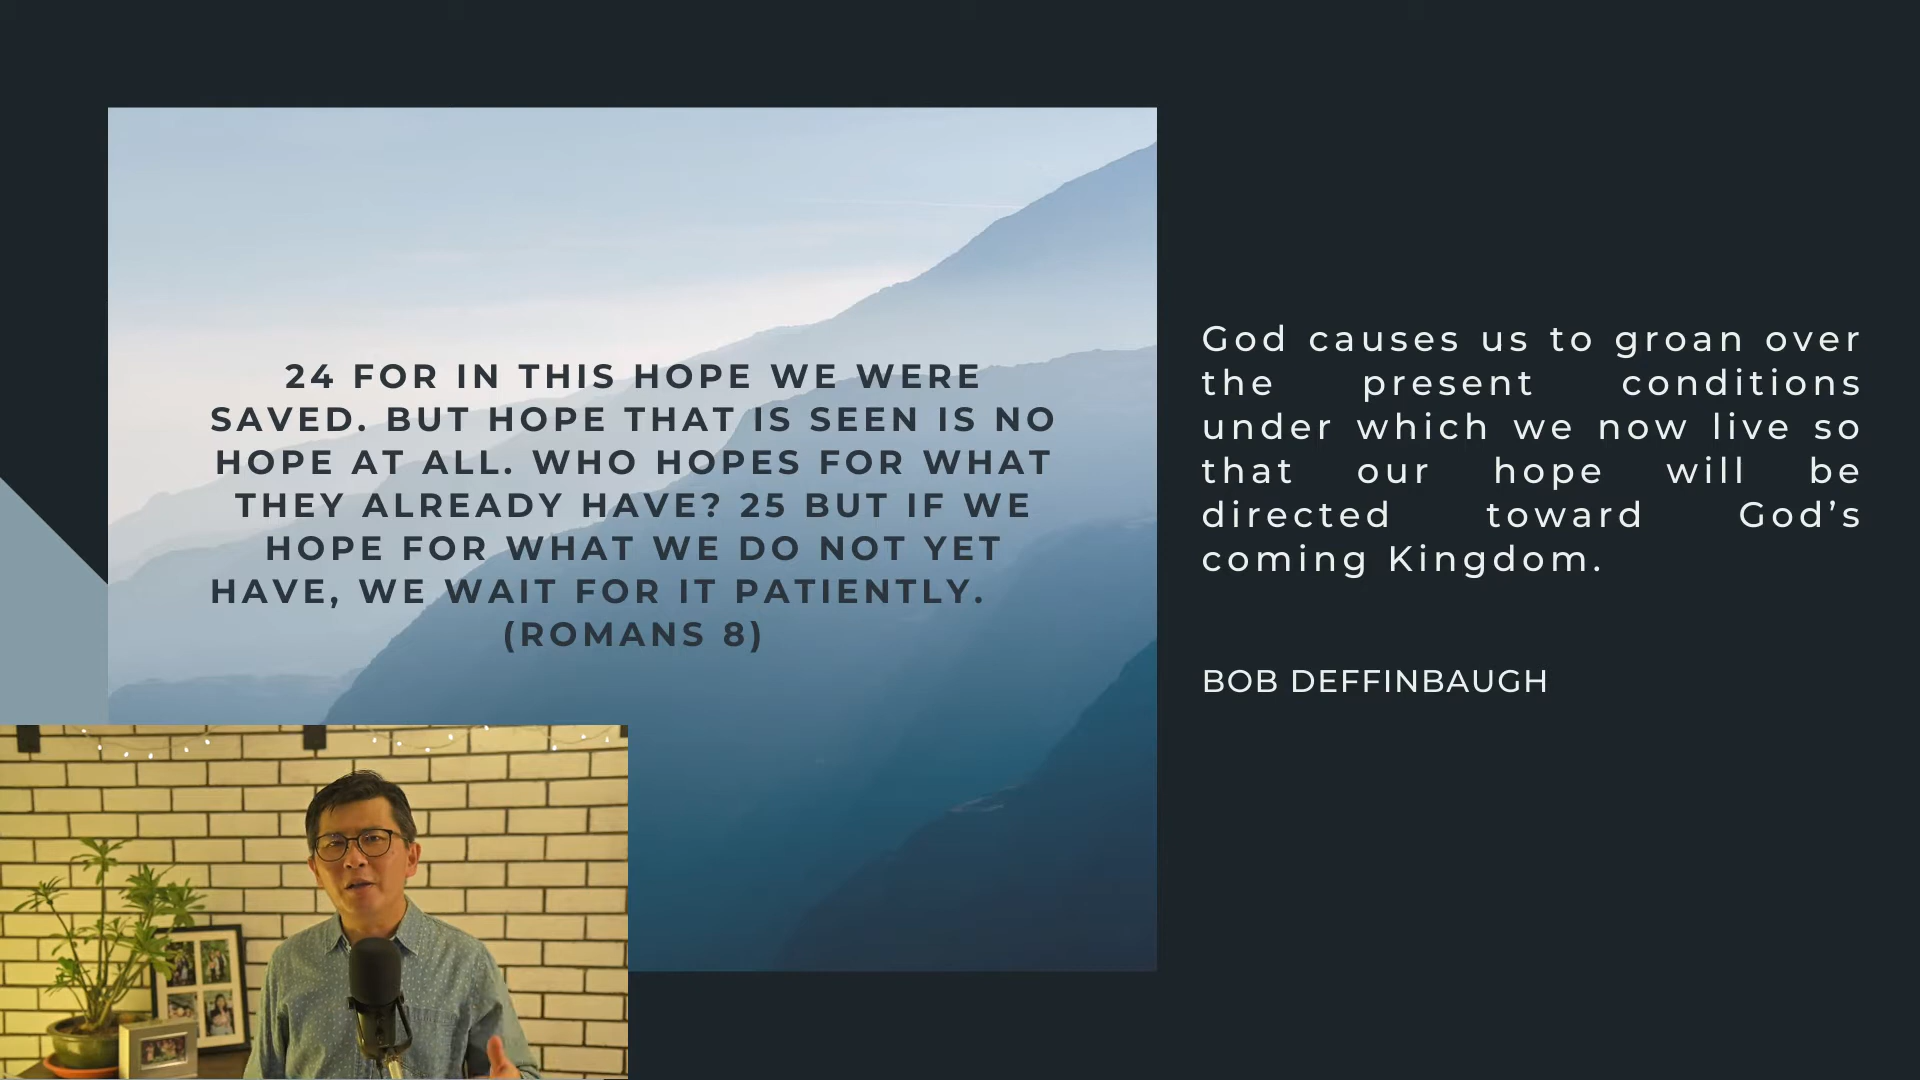 24 FOR IN THIS HOPE WE WERE
SAVED. BUT HOPE THAT IS SEEN IS NO
HOPE AT ALL. WHO HOPES FOR WHAT
THEY ALREADY HAVE? 25 BUT IF WE
HOPE FOR WHAT WE DO NOT YET
HAVE, WE WAIT FOR IT PATIENTLY.
(ROMANS 8)
God causes us to groan over
the present conditions
under which we now live so
that our hope will be
directed toward God’s
coming Kingdom.
BOB DEFFINBAUGH